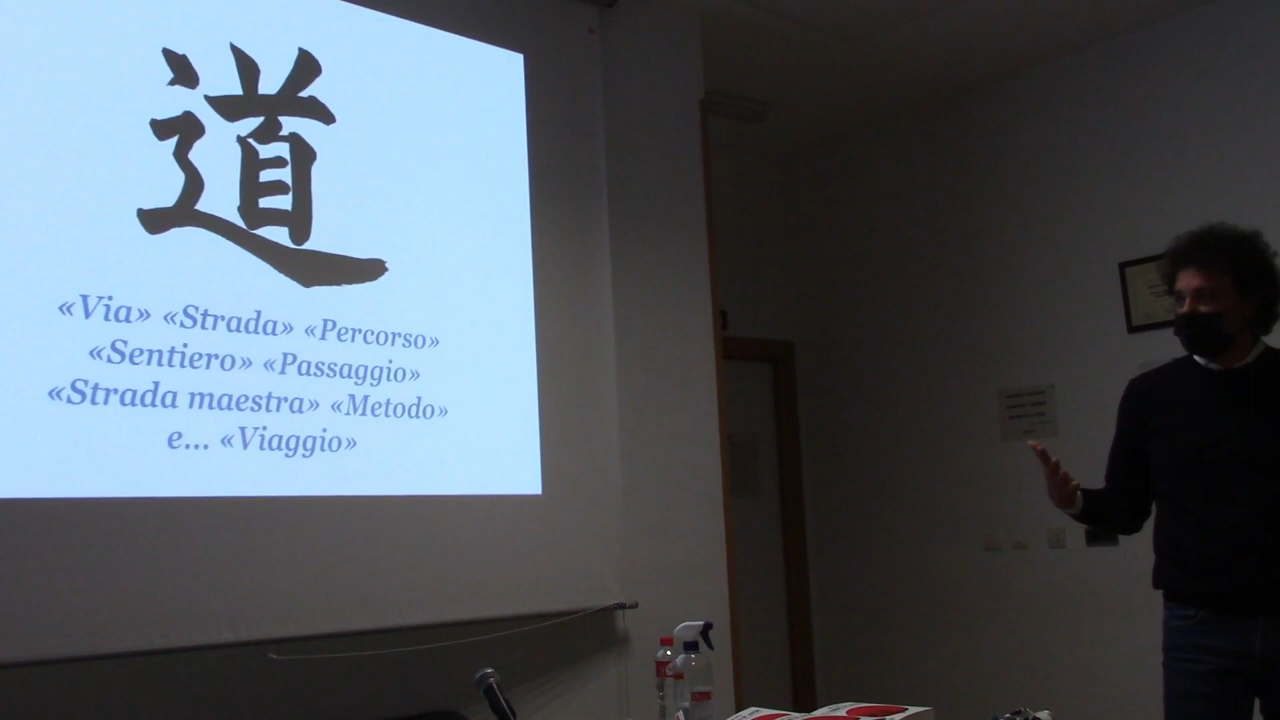 道
«Via» «Strada» «Percorso»
«Sentiero» «Passaggio»
«Strada maestra» «Metodo»
e... «Viaggio»